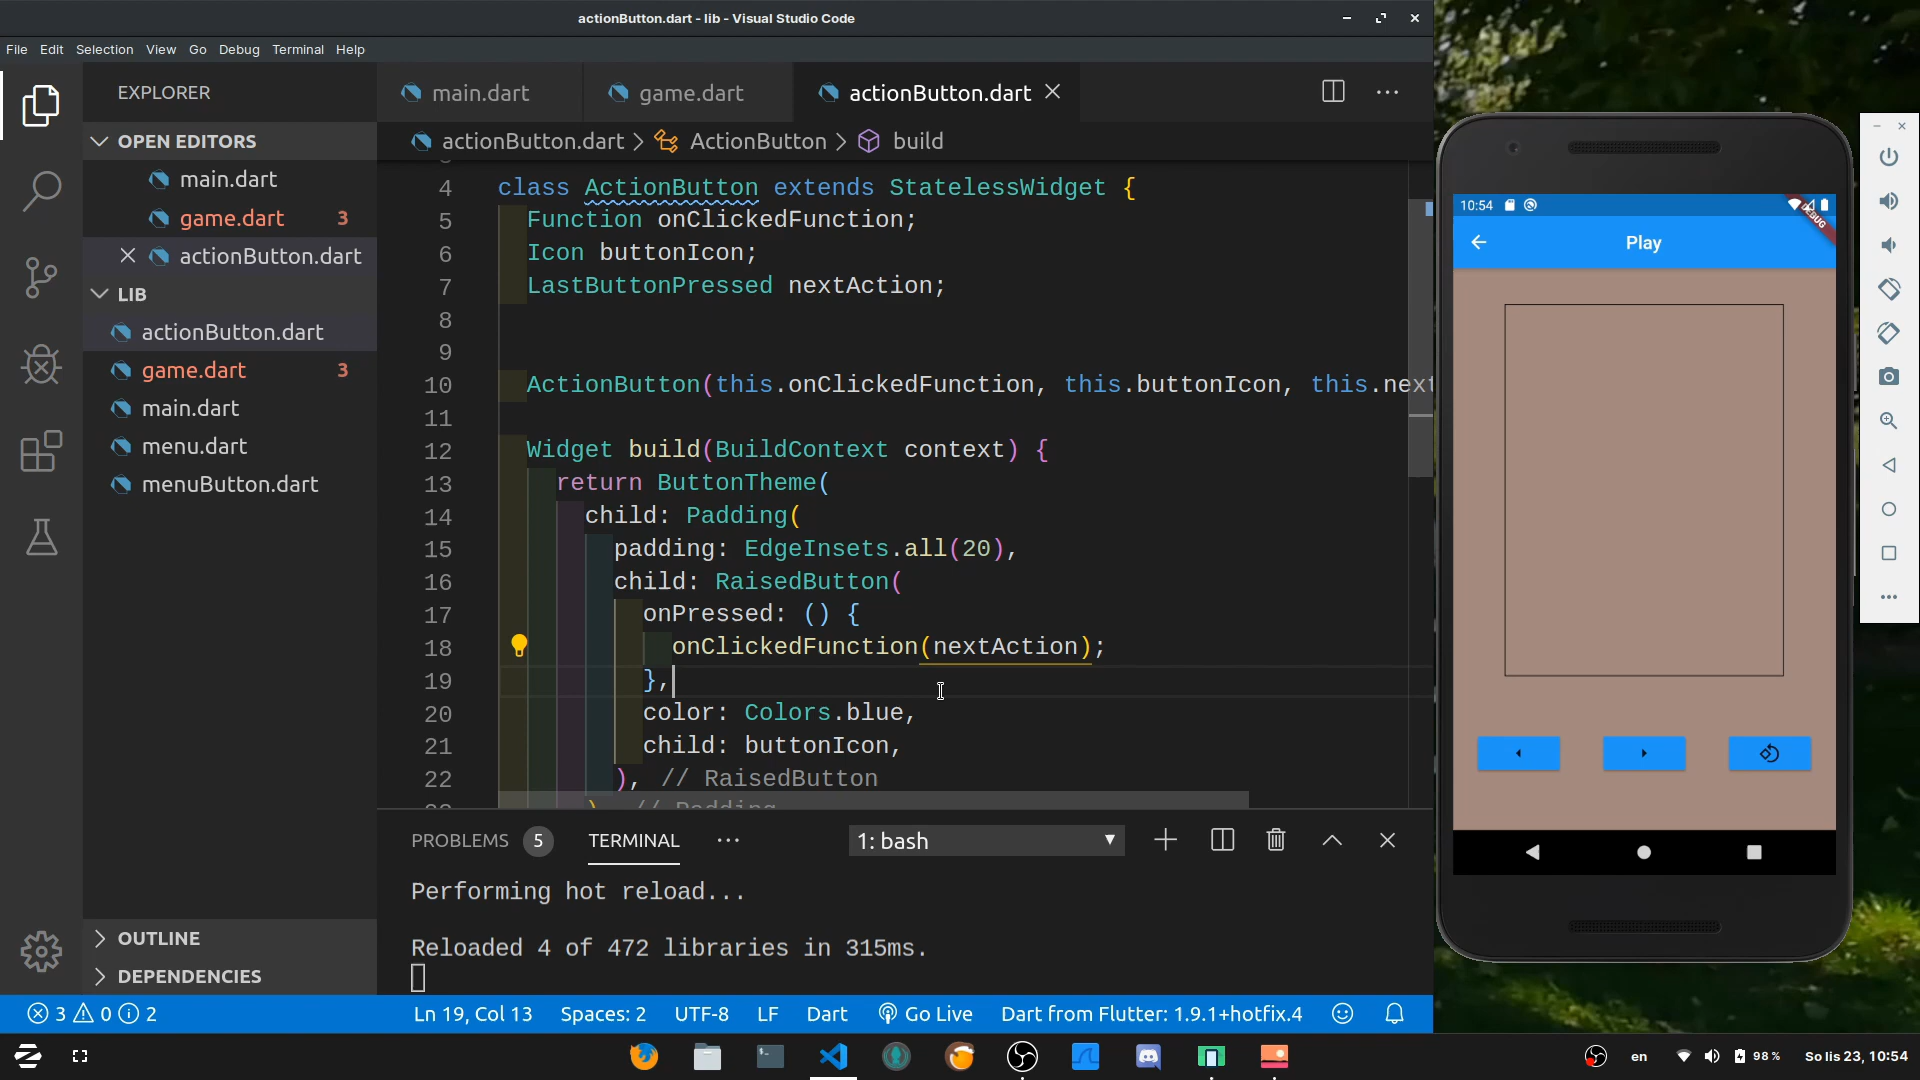 actionButton.dart - lib - Visual Studio Code
File Edit Selection View Go Debug Terminal Help
EXPLORER
OPEN EDITORS
main.dart
game.dart 3
actionButton.dart
LIB
actionButton.dart
game.dart 3
main.dart
menu.dart
menuButton.dart
OUTLINE
DEPENDENCIES
main.dart game.dart actionButton.dart
actionButton.dart ActionButton build
4 class ActionButton extends StatelessWidget {
5 Function onClickedFunction;
6 Icon buttonIcon;
7 LastButtonPressed nextAction;
8
9
10 ActionButton(this.onClickedFunction, this.buttonIcon, this.next
11
12 Widget build(BuildContext context) {
13 return ButtonTheme(
14 child: Padding(
15 padding: EdgeInsets.all(20),
16 child: RaisedButton(
17 onPressed: () {
18 onClickedFunction(nextAction);
19 },
20 color: Colors.blue,
21 child: buttonIcon,
22 ), // RaisedButton
), // Padding
PROBLEMS 5 TERMINAL ... 1: bash
Performing hot reload...
Reloaded 4 of 472 libraries in 315ms.
3 0 2 Ln 19, Col 13 Spaces: 2 UTF-8 LF Dart Go Live Dart from Flutter: 1.9.1+hotfix.4
10:54
DEBUG
Play
en 98% So lis 23, 10:54